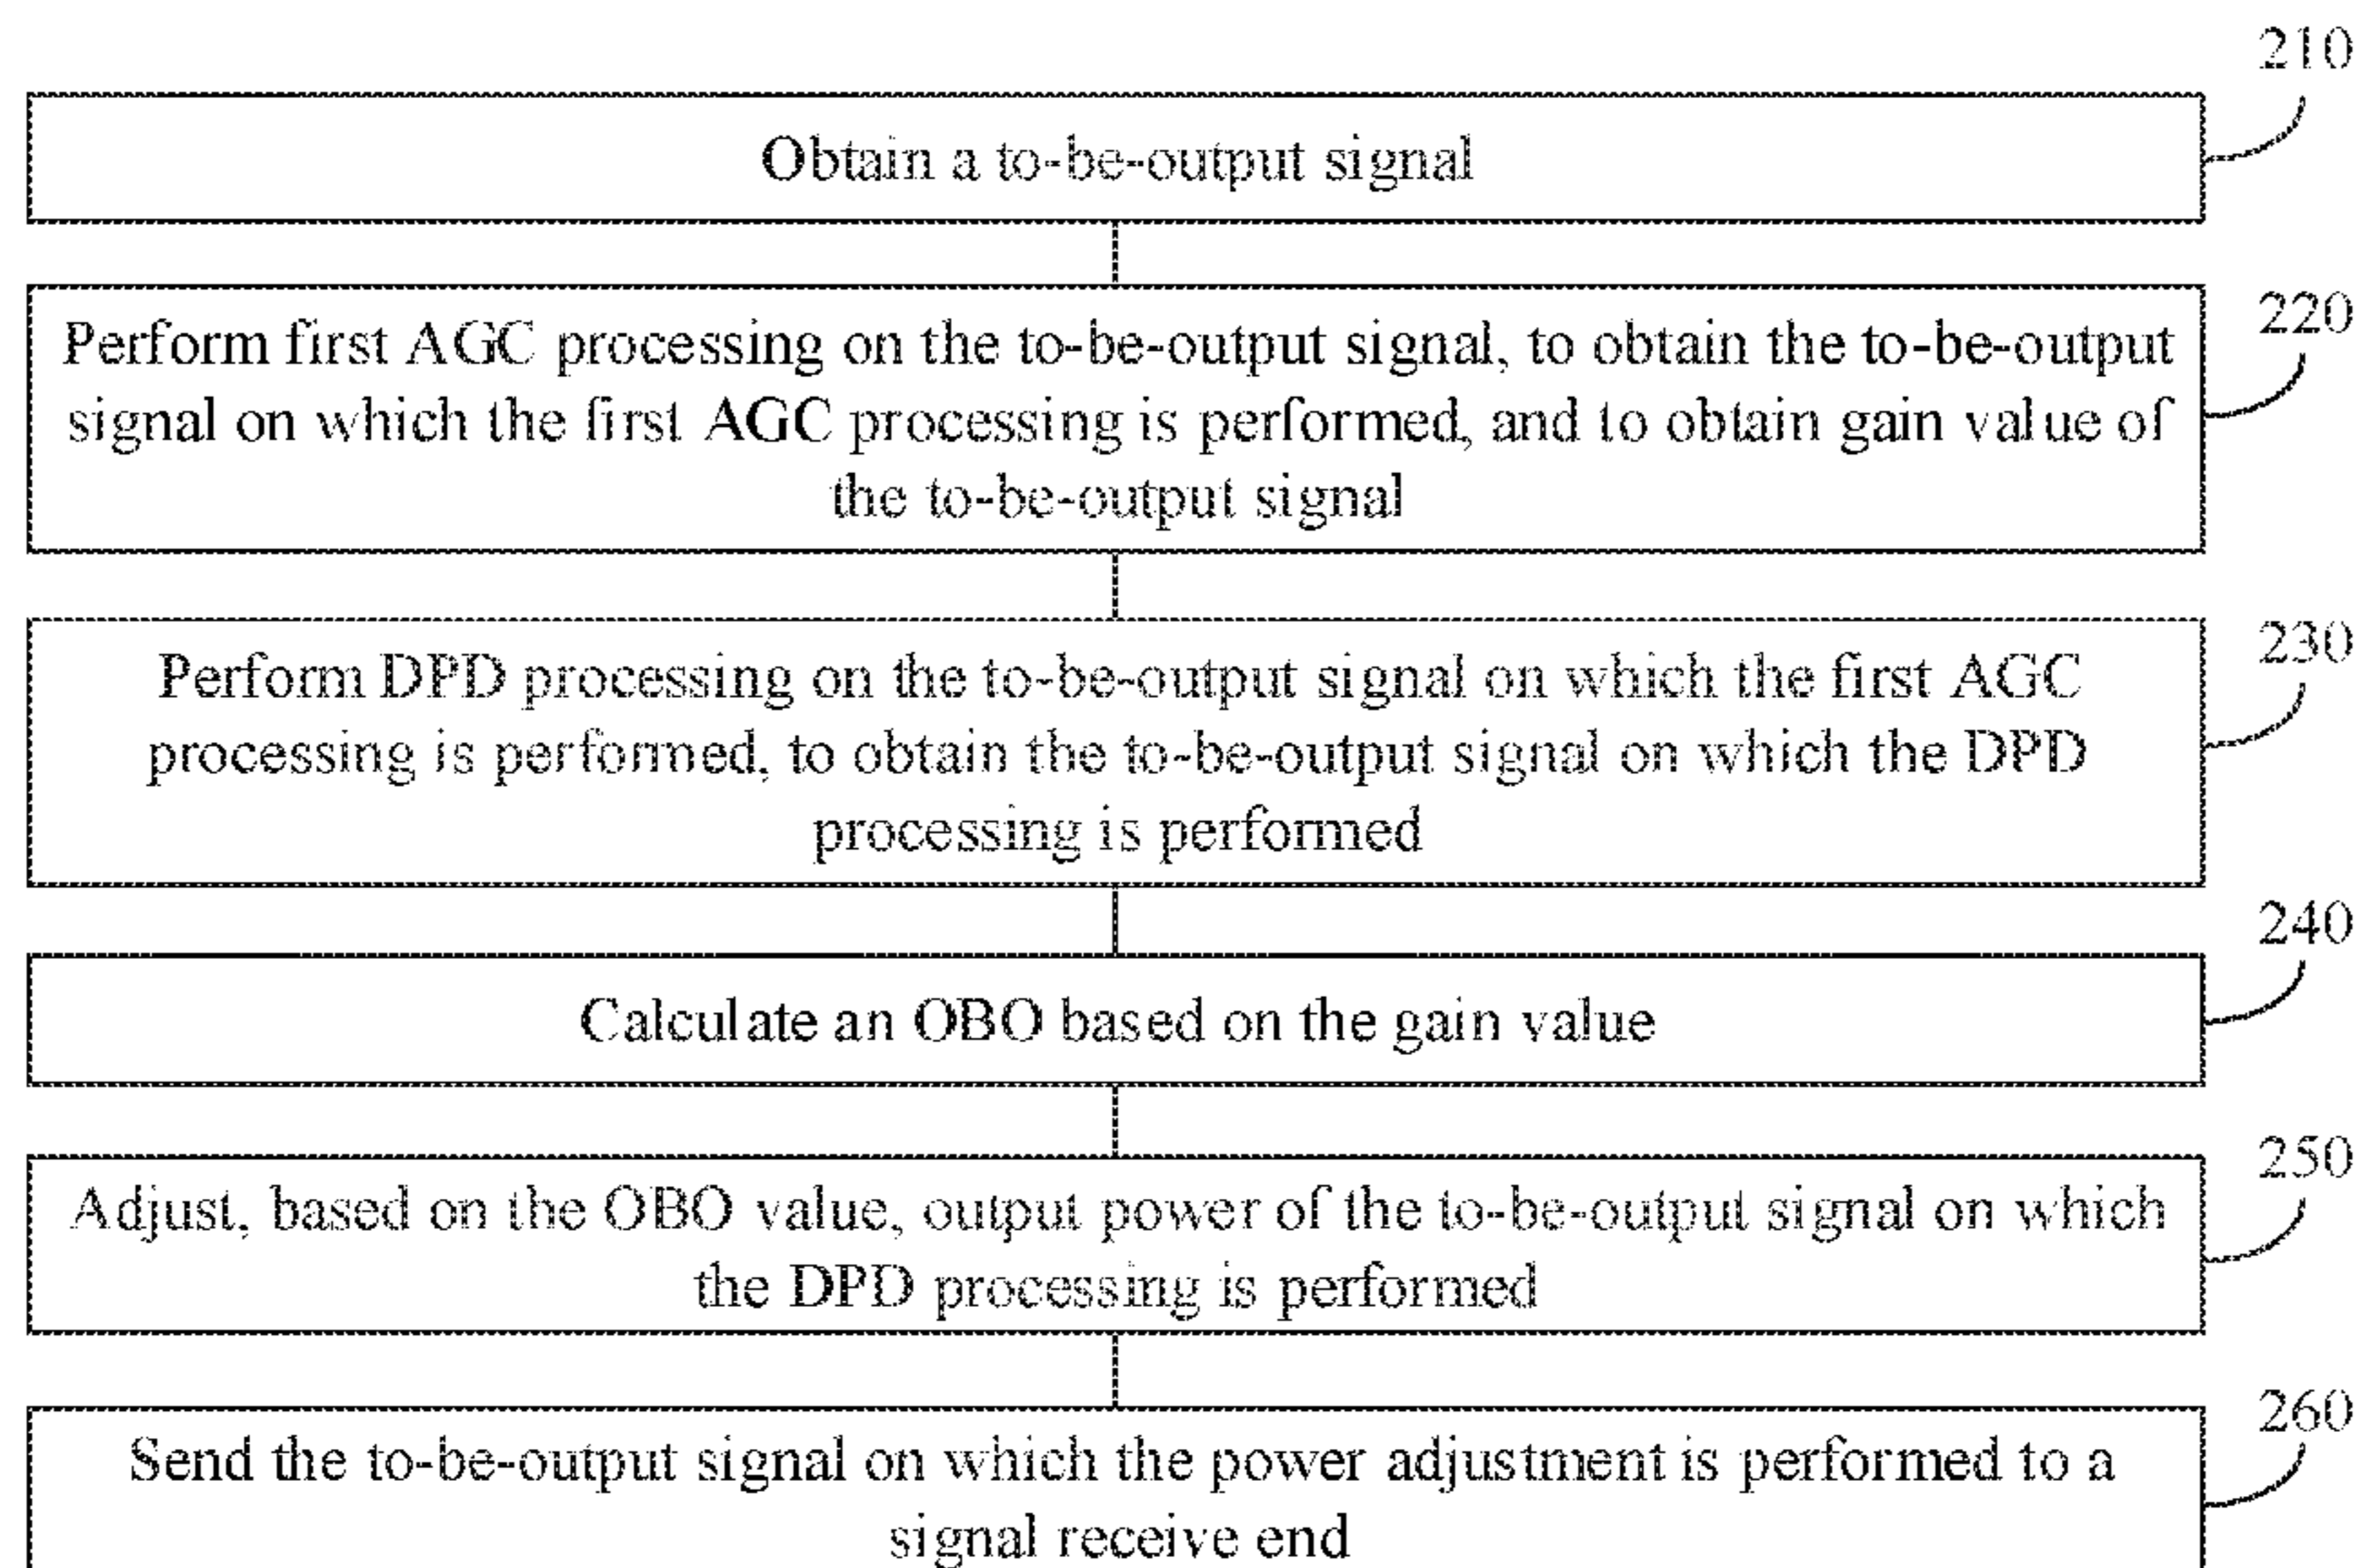 210
Obtain a to-be-output signal
220
Perform first AGC processing on the to-be-output signal, to obtain the to-be-output
signal on which the first AGC processing is performed, and to obtain gain value of
the to-be-output signal
230
Perform DPD processing on the to-be-output signal on which the first AGC
processing is performed, to obtain the to-be-output signal on which the DPD
processing is performed
240
Calculate an OBO based on the gain value
250
Adjust, based on the OBO value, output power of the to-be-output signal on which
the DPD processing is performed
260
Send the to-be-output signal on which the power adjustment is performed to a
signal receive end